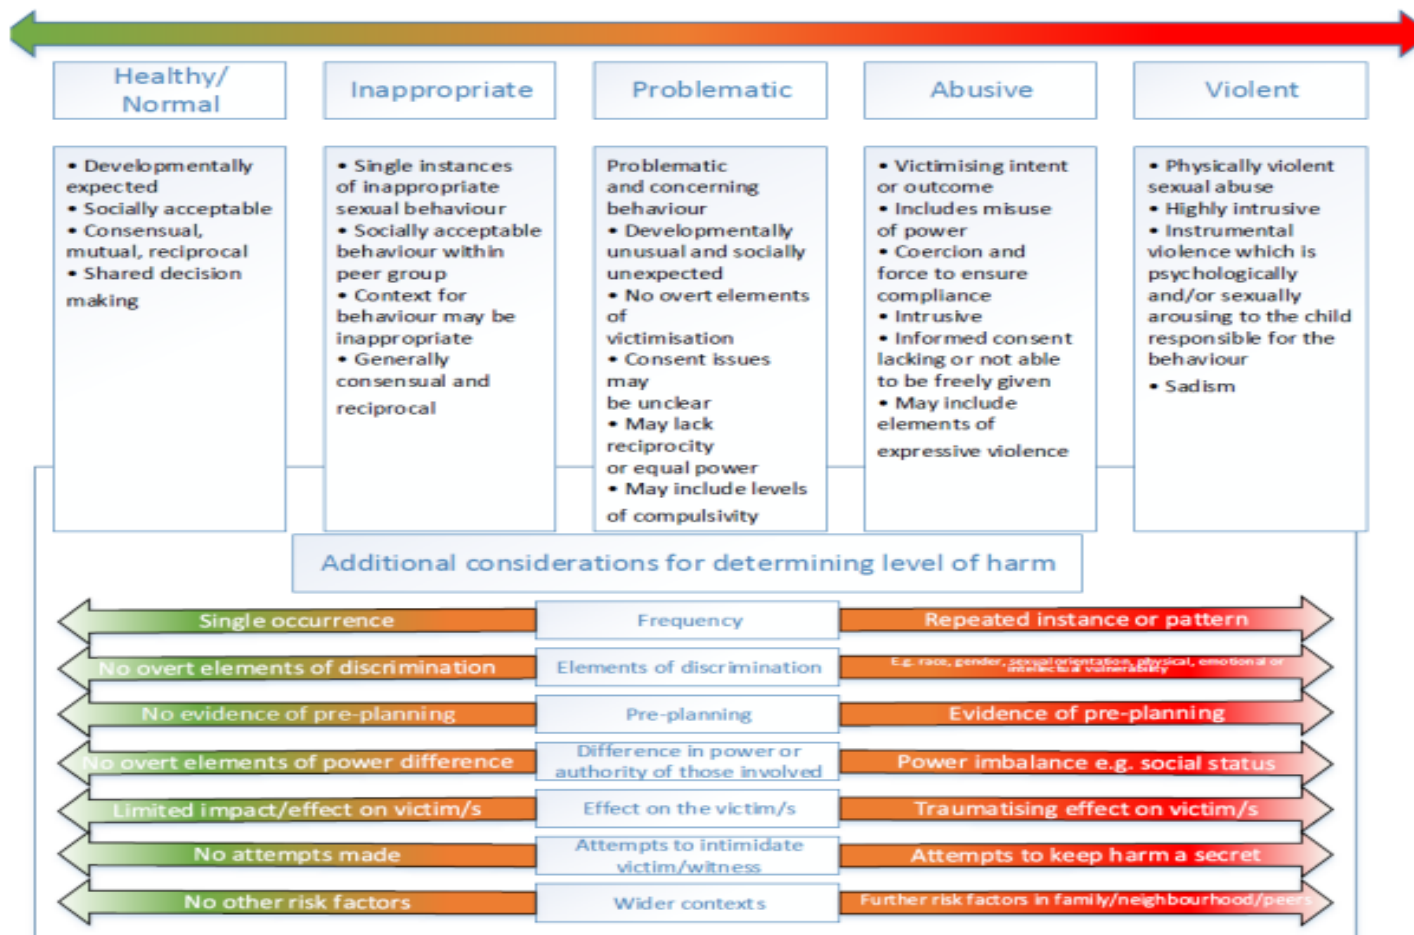 Healthy/
Normal
Inappropriate
Problematic
Abusive
Violent
• Developmentally
expected
• Socially acceptable
• Consensual,
mutual, reciprocal
• Shared decision
making
• Single instances
of inappropriate
sexual behaviour
• Socially acceptable
behaviour within
peer group
• Context for
behaviour may be
inappropriate
• Generally
consensual and
reciprocal
Problematic
and concerning
behaviour
• Developmentally
unusual and socially
unexpected
• No overt elements
of
victimisation
• Consent issues
may
be unclear
• May lack
reciprocity
or equal power
• May include levels
of compulsivity
• Victimising intent
or outcome
• Includes misuse
of power
• Coercion and
force to ensure
compliance
• Intrusive
• Informed consent
lacking or not able
to be freely given
• May include
elements of
expressive violence
• Physically violent
sexual abuse
• Highly intrusive
• Instrumental
violence which is
psychologically
and/or sexually
arousing to the child
responsible for the
behaviour
• Sadism
Additional considerations for determining level of harm
Single occurrence
Frequency
Repeated instance or pattern
No overt elements of discrimination
Elements of discrimination
E.g. race, gender, sexual orientation, physical, emotional or
intellectual vulnerability
No evidence of pre-planning
Pre-planning
Evidence of pre-planning
No overt elements of power difference
Difference in power or
authority of those involved
Power imbalance e.g. social status
Limited impact/effect on victim/s
Effect on the victim/s
Traumatising effect on victim/s
No attempts made
Attempts to intimidate
victim/witness
Attempts to keep harm a secret
No other risk factors
Wider contexts
Further risk factors in family/neighbourhood/peers